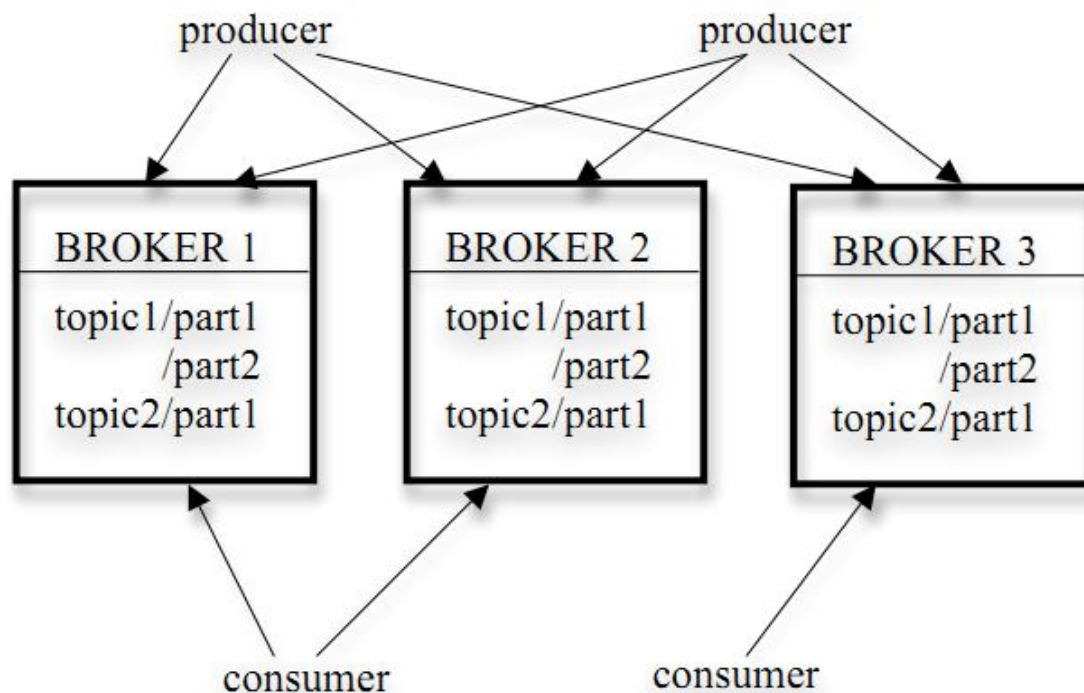 producer
producer
BROKER 1
topic1/part1
/part2
topic2/part1
BROKER 2
topic1/part1
/part2
topic2/part1
BROKER 3
topic1/part1
/part2
topic2/part1
consumer
consumer